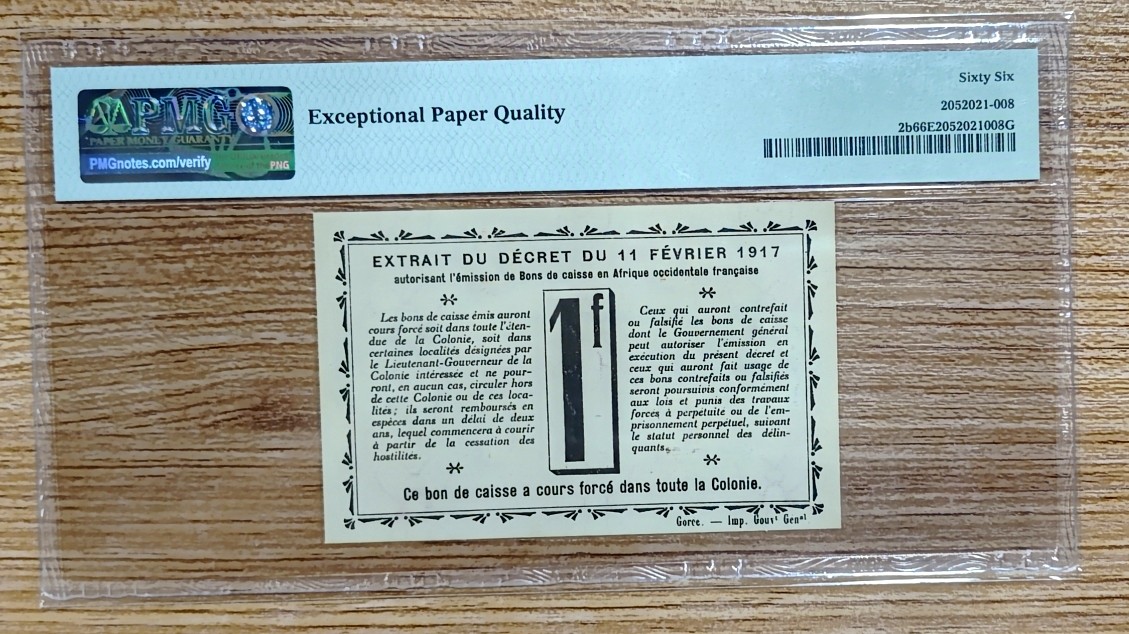 Sixty Six
PMG
PAPER MONEY GUARANTY
PMGnotes.com/verify
PNG
Exceptional Paper Quality
2052021-008
2b66E2052021008G
EXTRAIT DU DÉCRET DU 11 FÉVRIER 1917
autorisant l'émission de Bons de caisse en Afrique occidentale française
Les bons de caisse émis auront
cours forcé soit dans toute l'éten-
due de la Colonie, soit dans
certaines localités désignées par
le Lieutenant-Gouverneur de la
Colonie intéressée et ne pour-
ront, en aucun cas, circuler hors
de cette Colonie ou de ces loca-
lités; ils seront remboursés en
espèces dans un délai de deux
ans, lequel commencera à courir
à partir de la cessation des
hostilités.
1f
Ceux qui auront contrefait
ou falsifié les bons de caisse
dont le Gouvernement général
peut autoriser l'émission en
exécution du présent décret et
ceux qui auront fait usage de
ces bons contrefaits ou falsifiés
seront poursuivis conformément
aux lois et punis des travaux
forcés à perpétuite ou de l'em-
prisonnement perpétuel, suivant
le statut personnel des délin-
quants.
Ce bon de caisse a cours forcé dans toute la Colonie.
Gorée. — Imp. Gouvt Genal